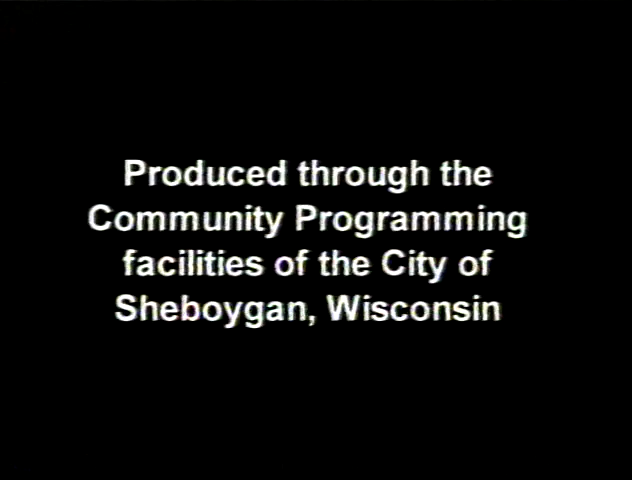 Produced through the
Community Programming
facilities of the City of
Sheboygan, Wisconsin